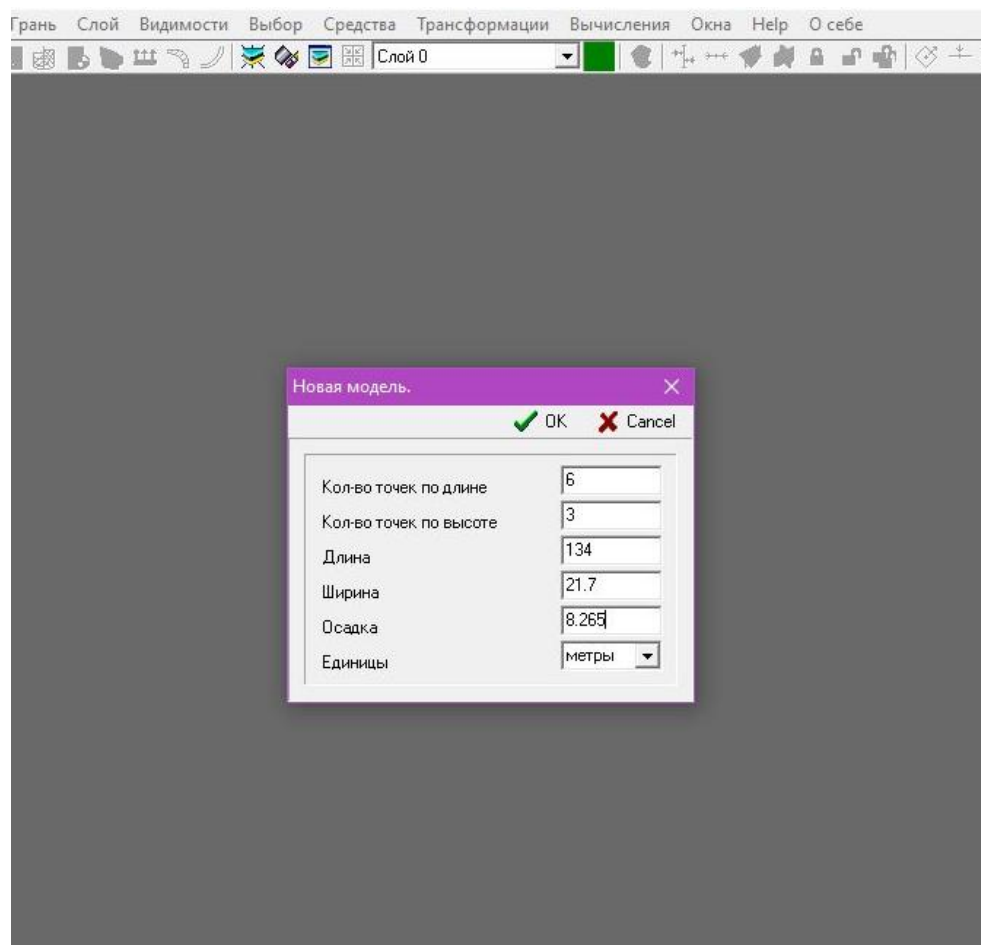 Грань Слой Видимости Выбор Средства Трансформации Вычисления Окна Help О себе
Слой 0
Новая модель.
OK Cancel
Кол-во точек по длине 6
Кол-во точек по высоте 3
Длина 134
Ширина 21.7
Осадка 8.265
Единицы метры